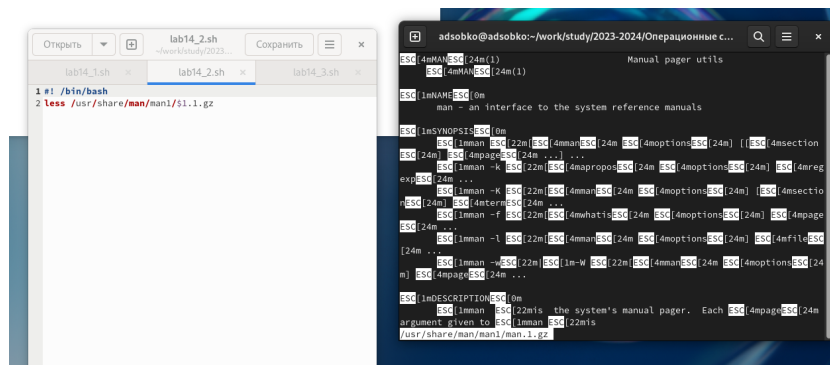 Открыть
lab14_2.sh
~/work/study/2023...
Сохранить
lab14_1.sh
lab14_2.sh
lab14_3.sh
1 #! /bin/bash
2 less /usr/share/man/man1/$1.1.gz
adsobko@adsobko:~/work/study/2023-2024/Операционные с...
ESC[4mMANESC[24m(1) Manual pager utils
ESC[4mMANESC[24m(1)
ESC[1mNAMEESC[0m
man - an interface to the system reference manuals
ESC[1mSYNOPSISESC[0m
ESC[1mman ESC[22m[ESC[4mmanESC[24m ESC[4moptionsESC[24m] [[ESC[4msection
ESC[24m] ESC[4mpageESC[24m ...] ...
ESC[1mman -k ESC[22m[ESC[4mapropos ESC[24m ESC[4moptionsESC[24m] ESC[4mreg
expESC[24m ...
ESC[1mman -K ESC[22m[ESC[4mmanESC[24m ESC[4moptionsESC[24m] [ESC[4msectio
nESC[24m] ESC[4mtermESC[24m ...
ESC[1mman -f ESC[22m[ESC[4mwhatisESC[24m ESC[4moptionsESC[24m] ESC[4mpage
ESC[24m ...
ESC[1mman -l ESC[22m[ESC[4mmanESC[24m ESC[4moptionsESC[24m] ESC[4mfileESC
[24m ...
ESC[1mman -wESC[22m|ESC[1m-W ESC[22m[ESC[4mmanESC[24m ESC[4moptionsESC[24
m] ESC[4mpageESC[24m ...
ESC[1mDESCRIPTIONESC[0m
ESC[1mman ESC[22mis the system's manual pager. Each ESC[4mpageESC[24m
argument given to ESC[1mman ESC[22mis
/usr/share/man/man1/man.1.gz